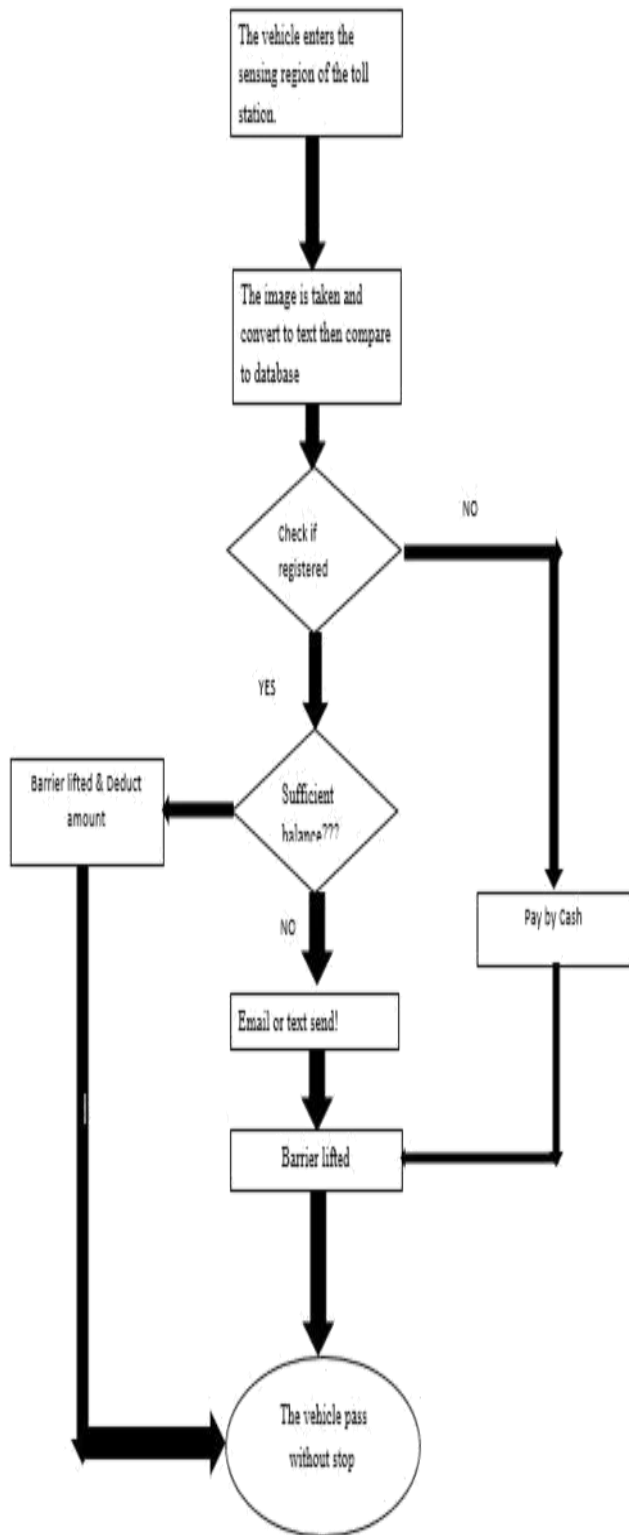 The vehicle enters the
sensing region of the toll
station.
The image is taken and
convert to text then compare
to database
Check if
registered
NO
YES
Barrier lifted & Deduct
amount
Sufficient
balance???
NO
Pay by Cash
Email or text send!
Barrier lifted
The vehicle pass
without stop